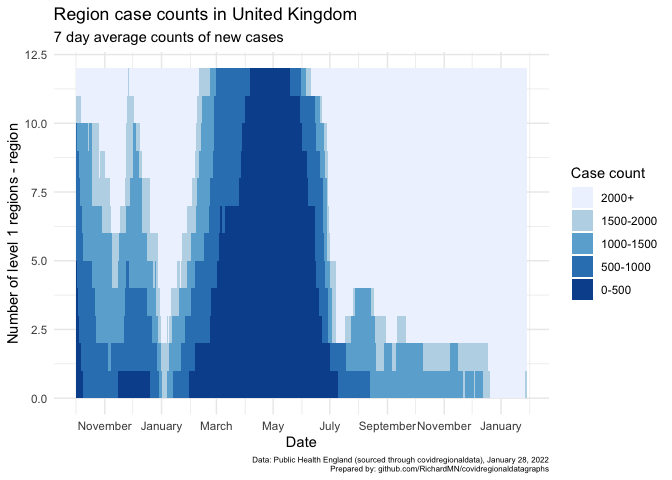 Region case counts in United Kingdom
7 day average counts of new cases
Number of level 1 regions - region
12.5
10.0
7.5
5.0
2.5
0.0
November January March May July September November January
Date
Case count
2000+
1500-2000
1000-1500
500-1000
0-500
Data: Public Health England (sourced through covidregionaldata), January 28, 2022
Prepared by: github.com/RichardMN/covidregionaldatagraphs